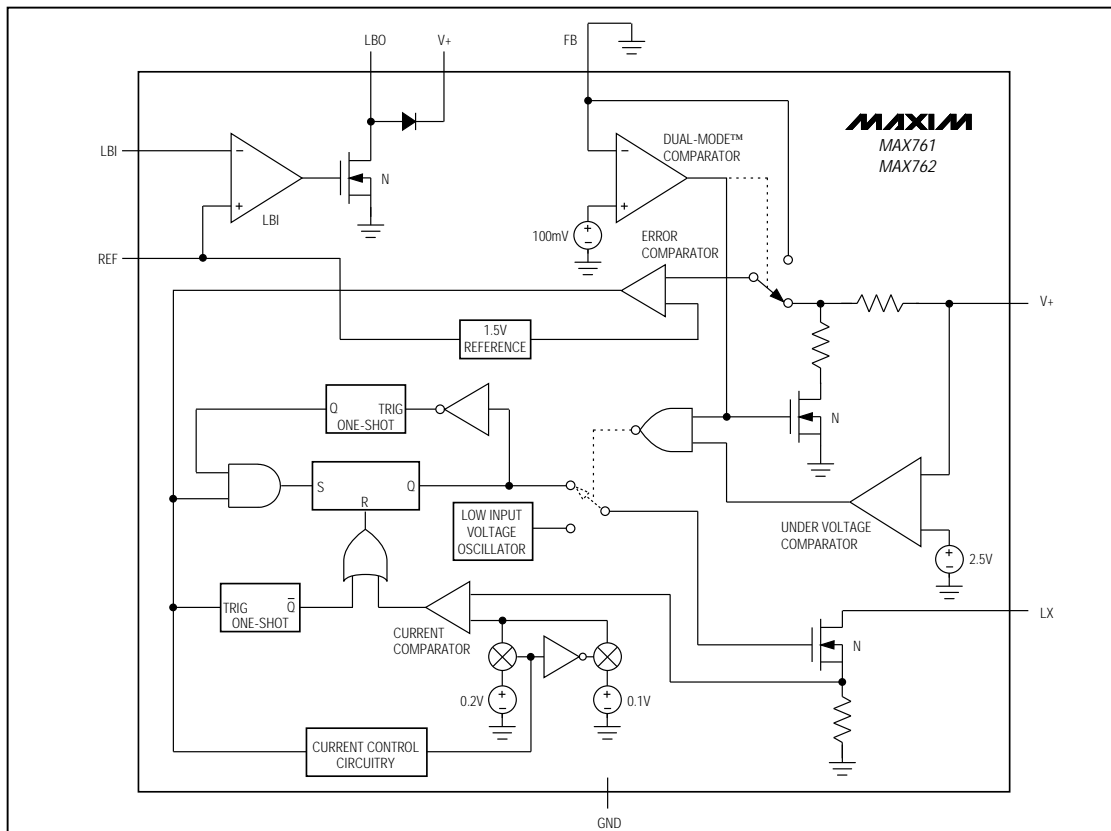 LBO
V+
FB
MAXIM
MAX761
MAX762
LBI
−
+
LBI
N
REF
DUAL-MODE™
COMPARATOR
−
+
100mV
+
−
ERROR
COMPARATOR
1.5V
REFERENCE
V+
N
Q
TRIG
ONE-SHOT
S
Q
R
LOW INPUT
VOLTAGE
OSCILLATOR
UNDER VOLTAGE
COMPARATOR
+
−
2.5V
TRIG
Q̅
ONE-SHOT
CURRENT
COMPARATOR
LX
N
0.2V
+
−
+
−
0.1V
CURRENT CONTROL
CIRCUITRY
GND